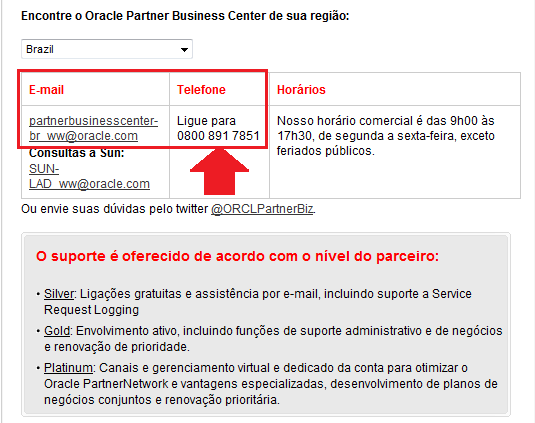 Encontre o Oracle Partner Business Center de sua região:
Brazil
E-mail
Telefone
Horários
partnerbusinesscenter-
br_ww@oracle.com
Consultas a Sun:
SUN-
LAD_ww@oracle.com
Ligue para
0800 891 7851
Nosso horário comercial é das 9h00 às
17h30, de segunda a sexta-feira, exceto
feriados públicos.
Ou envie suas dúvidas pelo twitter @ORCLPartnerBiz.
O suporte é oferecido de acordo com o nível do parceiro:
• Silver: Ligações gratuitas e assistência por e-mail, incluindo suporte a Service
Request Logging
• Gold: Envolvimento ativo, incluindo funções de suporte administrativo e de negócios
e renovação de prioridade.
• Platinum: Canais e gerenciamento virtual e dedicado da conta para otimizar o
Oracle PartnerNetwork e vantagens especializadas, desenvolvimento de planos de
negócios conjuntos e renovação prioritária.